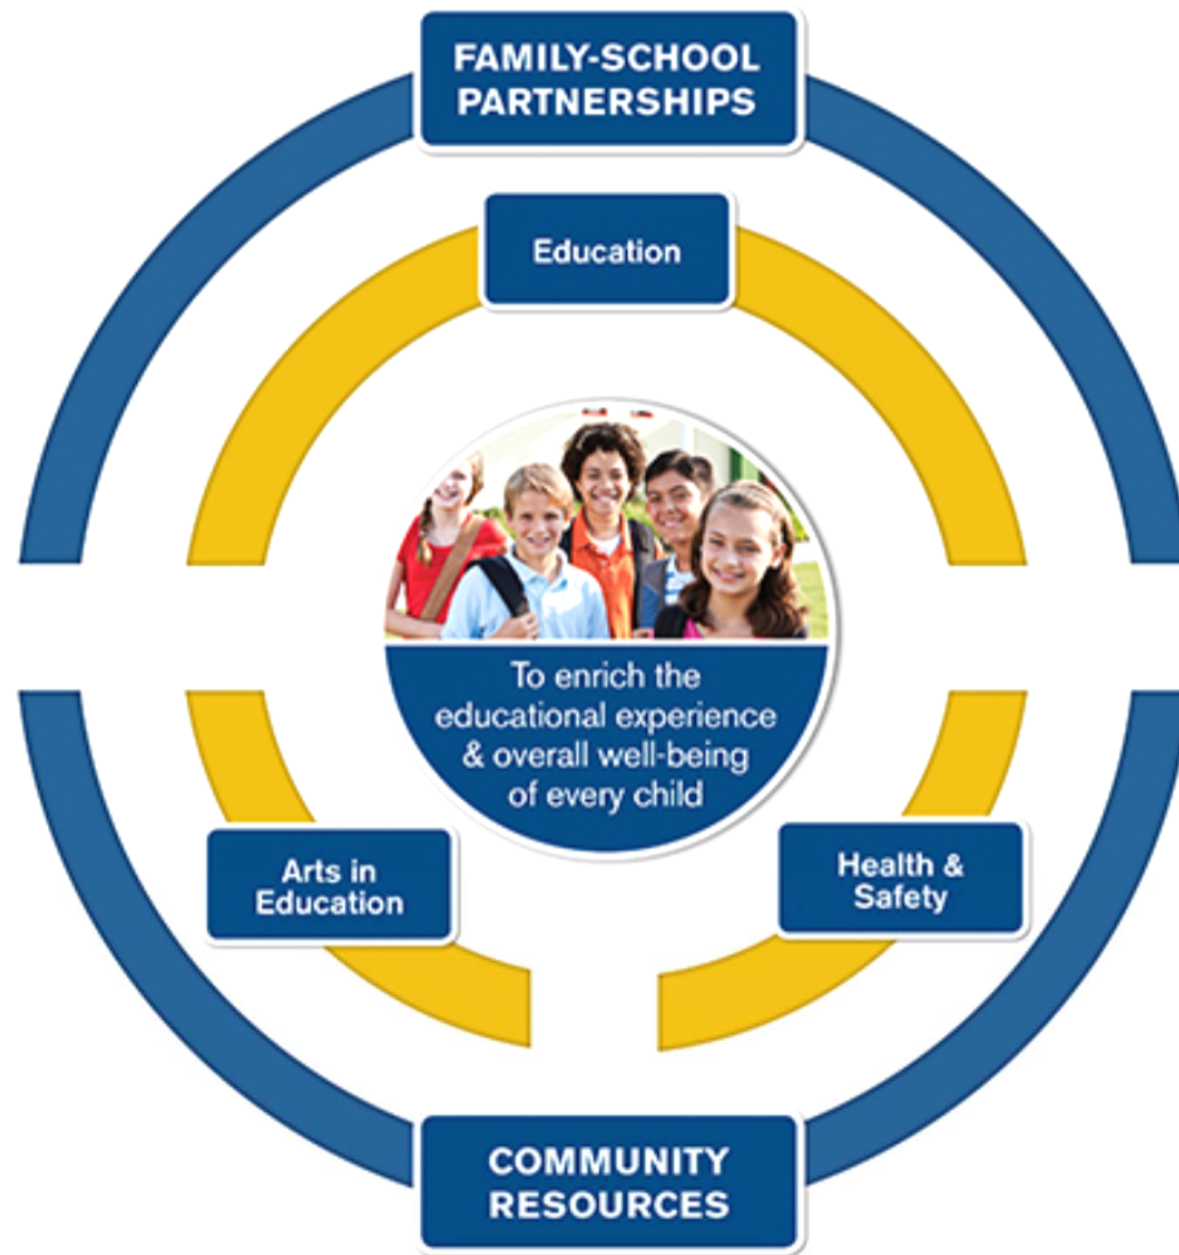 FAMILY-SCHOOL
PARTNERSHIPS
Education
To enrich the
educational experience
& overall well-being
of every child
Arts in
Education
Health &
Safety
COMMUNITY
RESOURCES